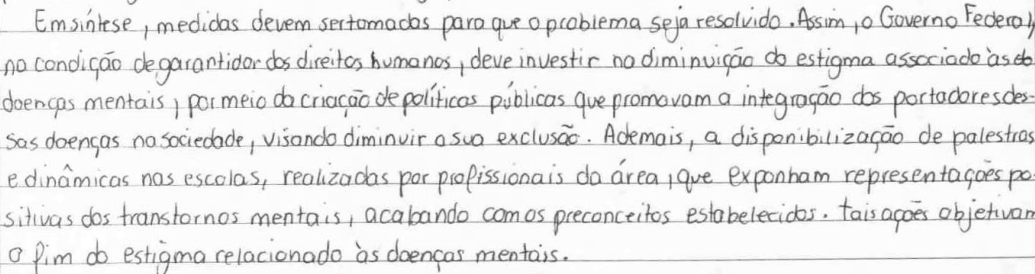 Em síntese, medidas devem ser tomadas para que o problema seja resolvido. Assim, o Governo Federal,
na condição de garantidor dos direitos humanos, deve investir na diminuição do estigma associado às
doenças mentais, por meio da criação de políticas públicas que promovam a integração dos portadores des-
sas doenças na sociedade, visando diminuir a sua exclusão. Ademais, a disponibilização de palestras
e dinâmicas nas escolas, realizadas por profissionais da área, que exponham representações po-
sitivas dos transtornos mentais, acabando com os preconceitos estabelecidos. Tais ações objetivam
o fim do estigma relacionado às doenças mentais.